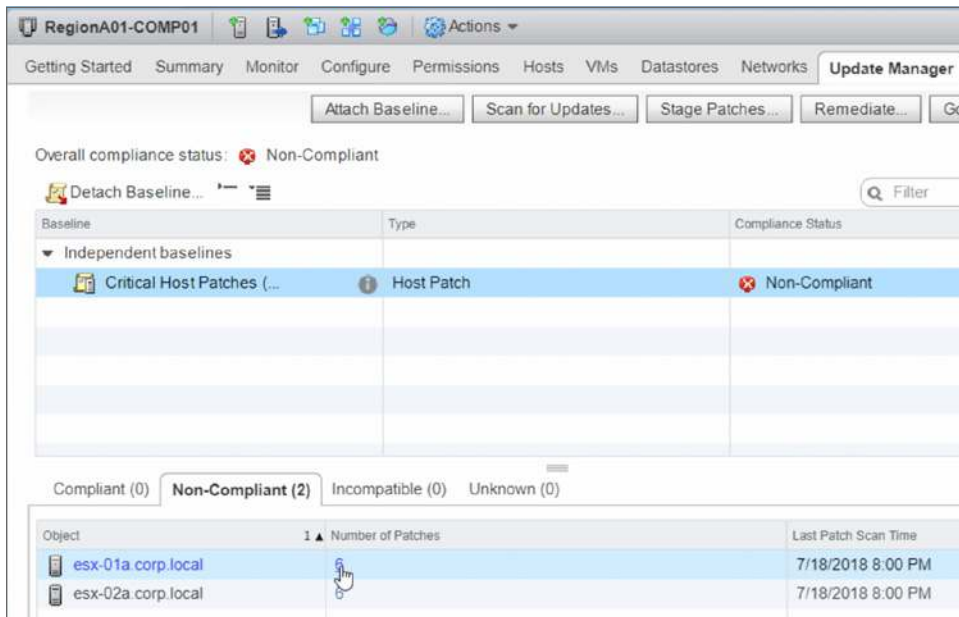 RegionA01-COMP01 Actions
Getting Started Summary Monitor Configure Permissions Hosts VMs Datastores Networks Update Manager
Attach Baseline... Scan for Updates... Stage Patches... Remediate... Go
Overall compliance status: Non-Compliant
Detach Baseline... Filter
Baseline Type Compliance Status
Independent baselines
Critical Host Patches (... Host Patch Non-Compliant
Compliant (0) Non-Compliant (2) Incompatible (0) Unknown (0)
Object 1 ▲ Number of Patches Last Patch Scan Time
esx-01a.corp.local 6 7/18/2018 8:00 PM
esx-02a.corp.local 6 7/18/2018 8:00 PM